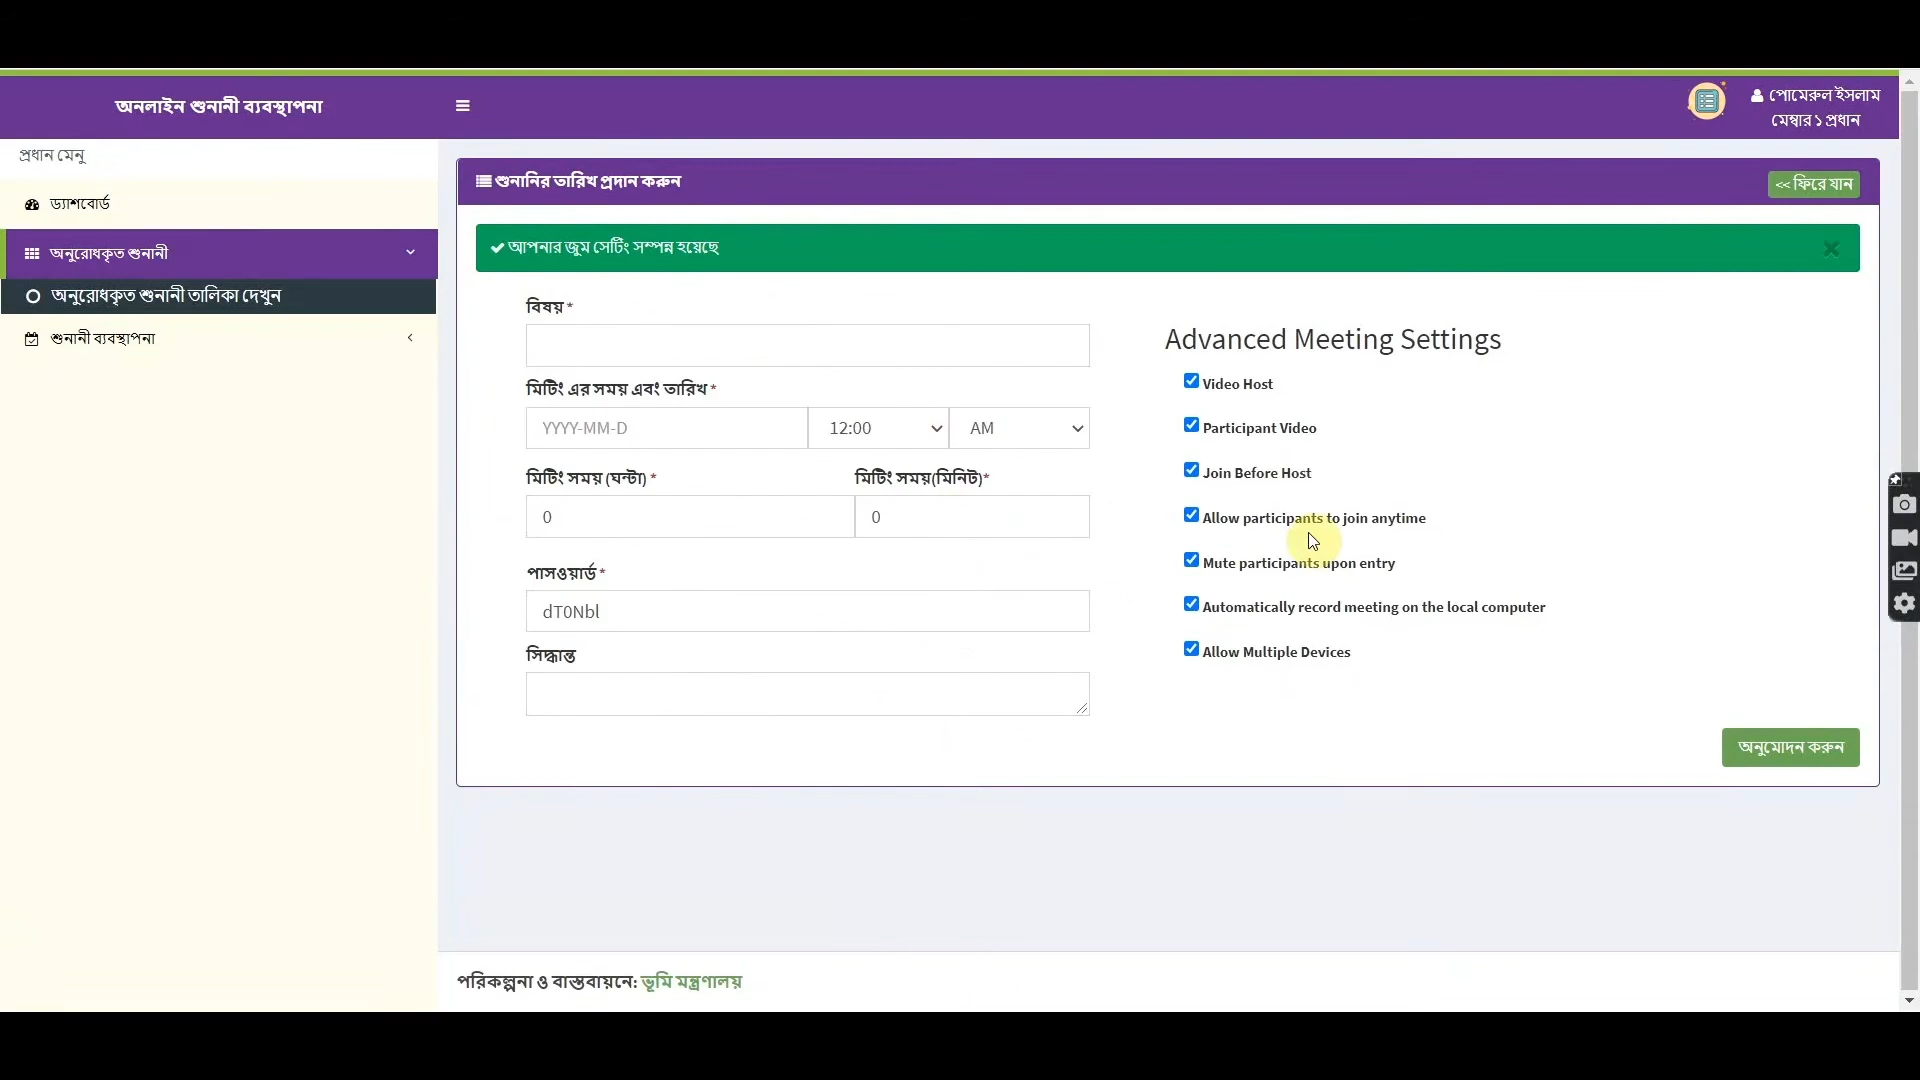 অনলাইন শুনানী ব্যবস্থাপনা
পোমেরুল ইসলাম
মেম্বার ১ প্রধান
প্রধান মেনু
ড্যাশবোর্ড
অনুরোধকৃত শুনানী
অনুরোধকৃত শুনানী তালিকা দেখুন
শুনানী ব্যবস্থাপনা
শুনানির তারিখ প্রদান করুন
<< ফিরে যান
আপনার জুম সেটিং সম্পন্ন হয়েছে
বিষয় *
মিটিং এর সময় এবং তারিখ *
YYYY-MM-D
12:00
AM
মিটিং সময় (ঘন্টা) *
মিটিং সময়(মিনিট)*
0
0
পাসওয়ার্ড *
dT0Nbl
সিদ্ধান্ত
Advanced Meeting Settings
Video Host
Participant Video
Join Before Host
Allow participants to join anytime
Mute participants upon entry
Automatically record meeting on the local computer
Allow Multiple Devices
অনুমোদন করুন
পরিকল্পনা ও বাস্তবায়নে: ভূমি মন্ত্রণালয়